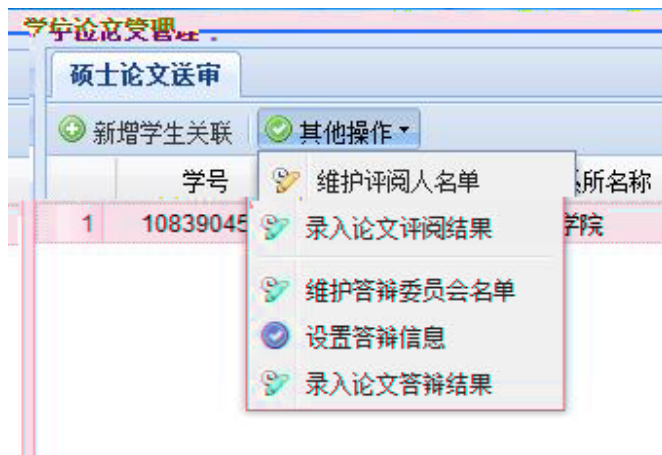 学位论文管理
硕士论文送审
新增学生关联 其他操作
学号 所名称
维护评阅人名单
1 10839045 学院
录入论文评阅结果
维护答辩委员会名单
设置答辩信息
录入论文答辩结果